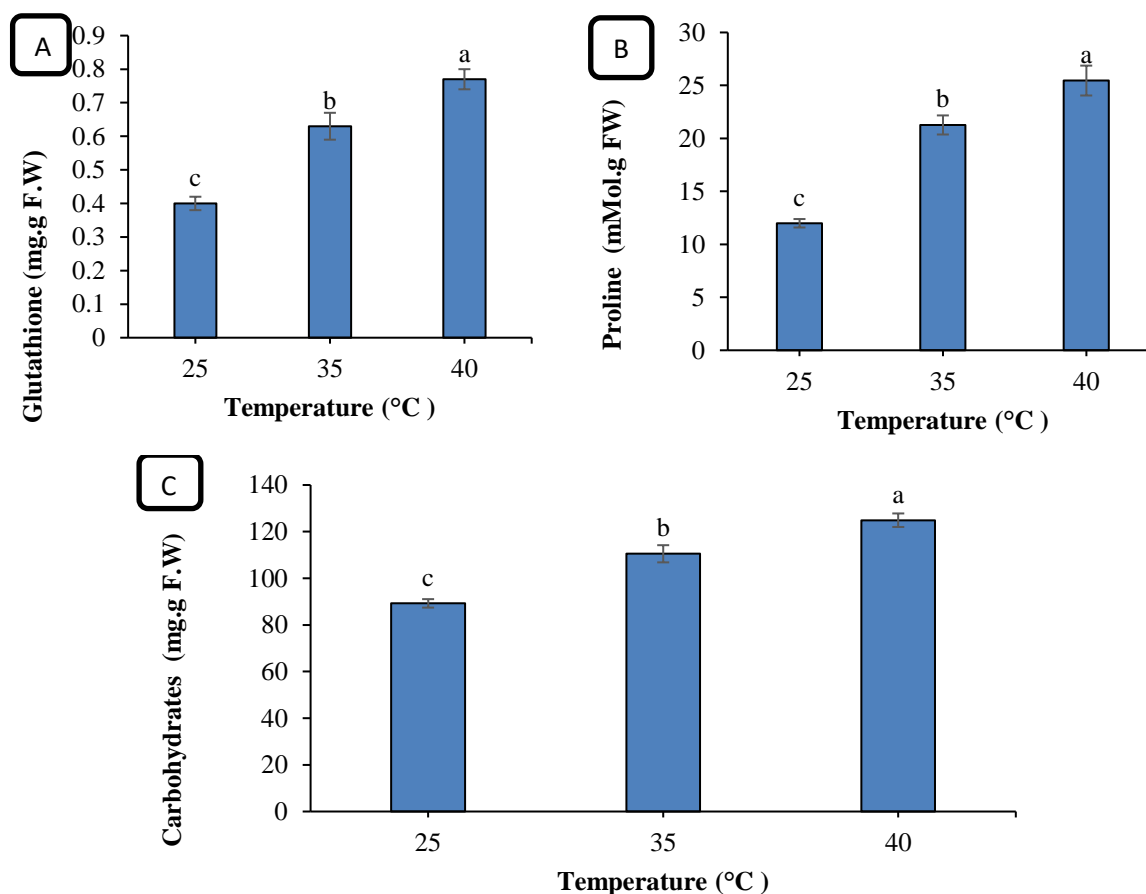 A
Glutathione (mg.g F.W)
0.9
0.8
0.7
0.6
0.5
0.4
0.3
0.2
0.1
0
c
b
a
25 35 40
Temperature (°C )
B
Proline (mMol.g FW)
30
25
20
15
10
5
0
c
b
a
25 35 40
Temperature (°C )
C
Carbohydrates (mg.g F.W)
140
120
100
80
60
40
20
0
c
b
a
25 35 40
Temperature (°C )